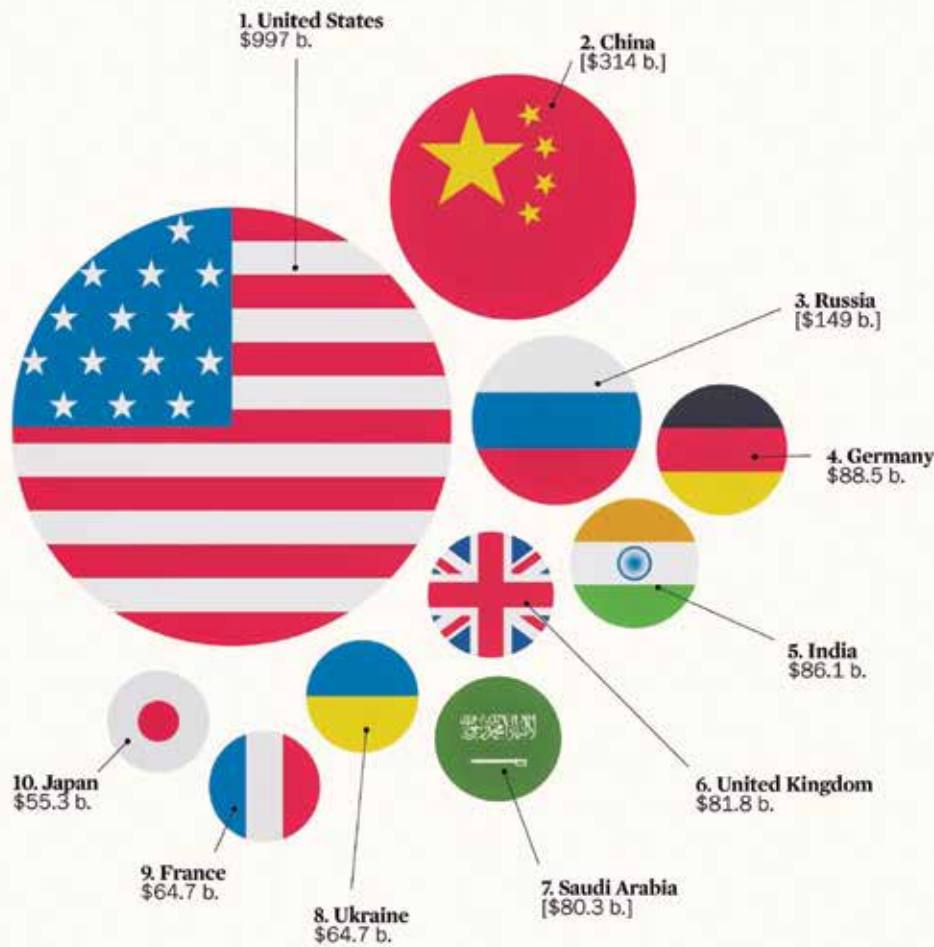 1. United States
$997 b.
2. China
[$314 b.]
3. Russia
[$149 b.]
4. Germany
$88.5 b.
5. India
$86.1 b.
6. United Kingdom
$81.8 b.
7. Saudi Arabia
[$80.3 b.]
8. Ukraine
$64.7 b.
9. France
$64.7 b.
10. Japan
$55.3 b.